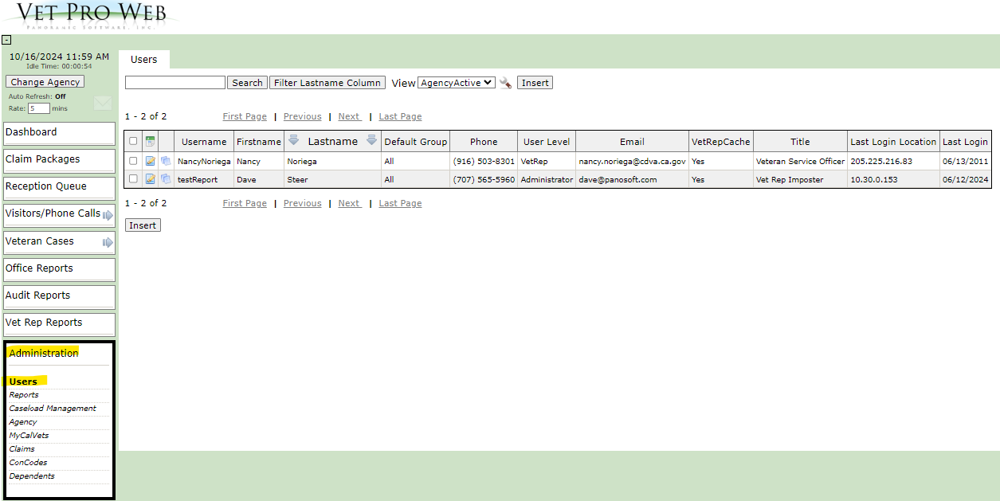 VET PRO WEB
PANORAMIC SOFTWARE, INC.
-
10/16/2024 11:59 AM
Idle Time: 00:00:54
Change Agency
Auto Refresh: Off
Rate: 5 mins
Dashboard
Claim Packages
Reception Queue
Visitors/Phone Calls
Veteran Cases
Office Reports
Audit Reports
Vet Rep Reports
Administration
Users
Reports
Caseload Management
Agency
MyCalVets
Claims
ConCodes
Dependents
Users
Search Filter Lastname Column View AgencyActive Insert
1 - 2 of 2 First Page | Previous | Next | Last Page
Username Firstname Lastname Default Group Phone User Level Email VetRepCache Title Last Login Location Last Login
NancyNoriega Nancy Noriega All (916) 503-8301 VetRep nancy.noriega@cdva.ca.gov Yes Veteran Service Officer 205.225.216.83 06/13/2011
testReport Dave Steer All (707) 565-5960 Administrator dave@panosoft.com Yes Vet Rep Imposter 10.30.0.153 06/12/2024
1 - 2 of 2 First Page | Previous | Next | Last Page
Insert